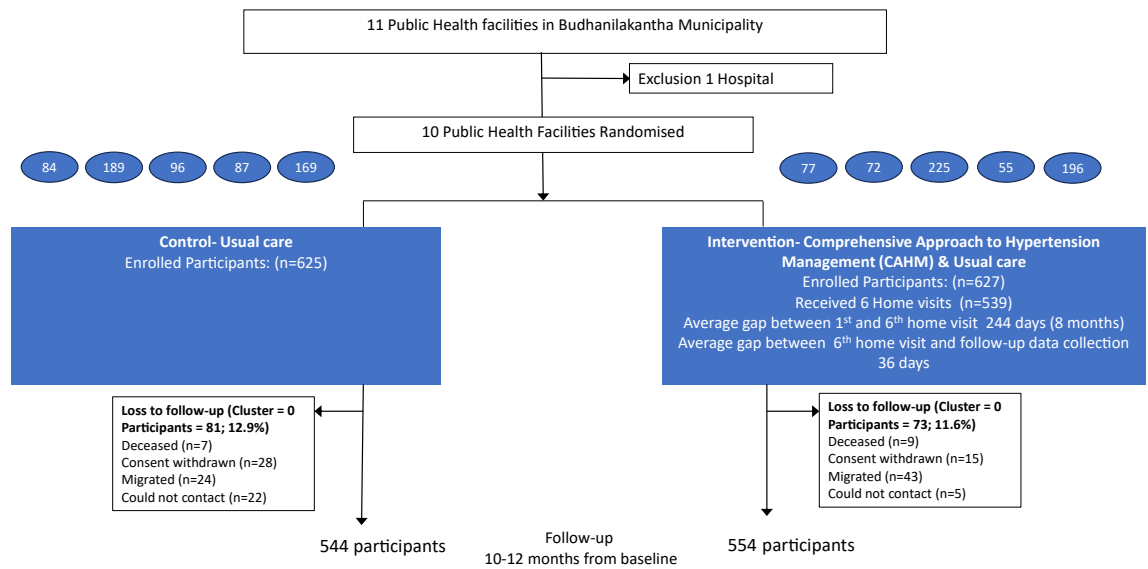 11 Public Health facilities in Budhanilakantha Municipality
Exclusion 1 Hospital
10 Public Health Facilities Randomised
84 189 96 87 169
77 72 225 55 196
Control- Usual care
Enrolled Participants: (n=625)
Intervention- Comprehensive Approach to Hypertension
Management (CAHM) & Usual care
Enrolled Participants: (n=627)
Received 6 Home visits (n=539)
Average gap between 1st and 6th home visit 244 days (8 months)
Average gap between 6th home visit and follow-up data collection
36 days
Loss to follow-up (Cluster = 0
Participants = 81; 12.9%)
Deceased (n=7)
Consent withdrawn (n=28)
Migrated (n=24)
Could not contact (n=22)
Loss to follow-up (Cluster = 0
Participants = 73; 11.6%)
Deceased (n=9)
Consent withdrawn (n=15)
Migrated (n=43)
Could not contact (n=5)
544 participants
Follow-up
10-12 months from baseline
554 participants